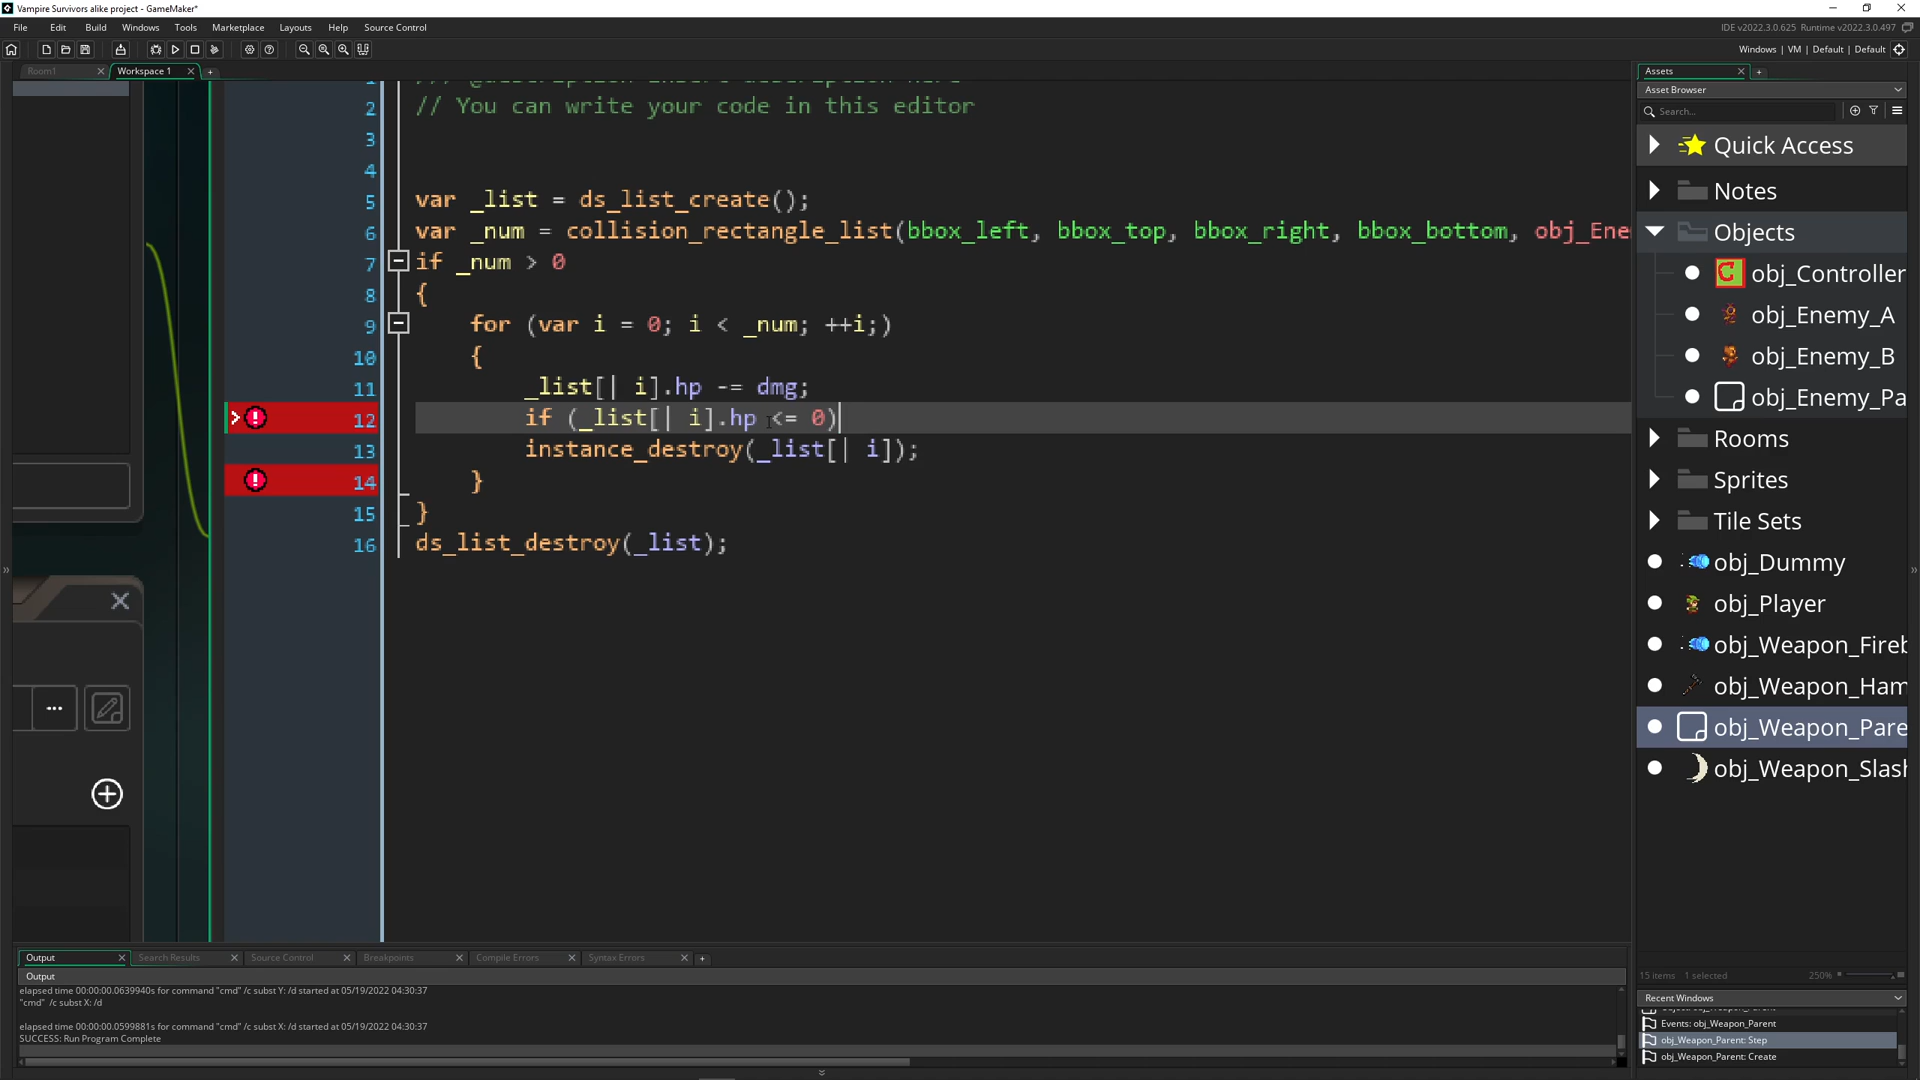 Vampire Survivors alike project - GameMaker*
File Edit Build Windows Tools Marketplace Layouts Help Source Control
IDE v2022.3.0.625 Runtime v2022.3.0.497
Windows | VM | Default | Default
Room1
Workspace 1
2 // You can write your code in this editor
3
4
5 var _list = ds_list_create();
6 var _num = collision_rectangle_list(bbox_left, bbox_top, bbox_right, bbox_bottom, obj_Ene
7 if _num > 0
8 {
9 for (var i = 0; i < _num; ++i;)
10 {
11 _list[| i].hp -= dmg;
12 if (_list[| i].hp <= 0)
13 instance_destroy(_list[| i]);
14 }
15 }
16 ds_list_destroy(_list);
Assets
Asset Browser
Search...
Quick Access
Notes
Objects
obj_Controller
obj_Enemy_A
obj_Enemy_B
obj_Enemy_Pa
Rooms
Sprites
Tile Sets
obj_Dummy
obj_Player
obj_Weapon_Fireb
obj_Weapon_Ham
obj_Weapon_Pare
obj_Weapon_Slash
15 items 1 selected 250%
Recent Windows
Events: obj_Weapon_Parent
obj_Weapon_Parent: Step
obj_Weapon_Parent: Create
Output Search Results Source Control Breakpoints Compile Errors Syntax Errors
Output
elapsed time 00:00:00.0639940s for command "cmd" /c subst Y: /d started at 05/19/2022 04:30:37
"cmd" /c subst X: /d
elapsed time 00:00:00.0599881s for command "cmd" /c subst X: /d started at 05/19/2022 04:30:37
SUCCESS: Run Program Complete